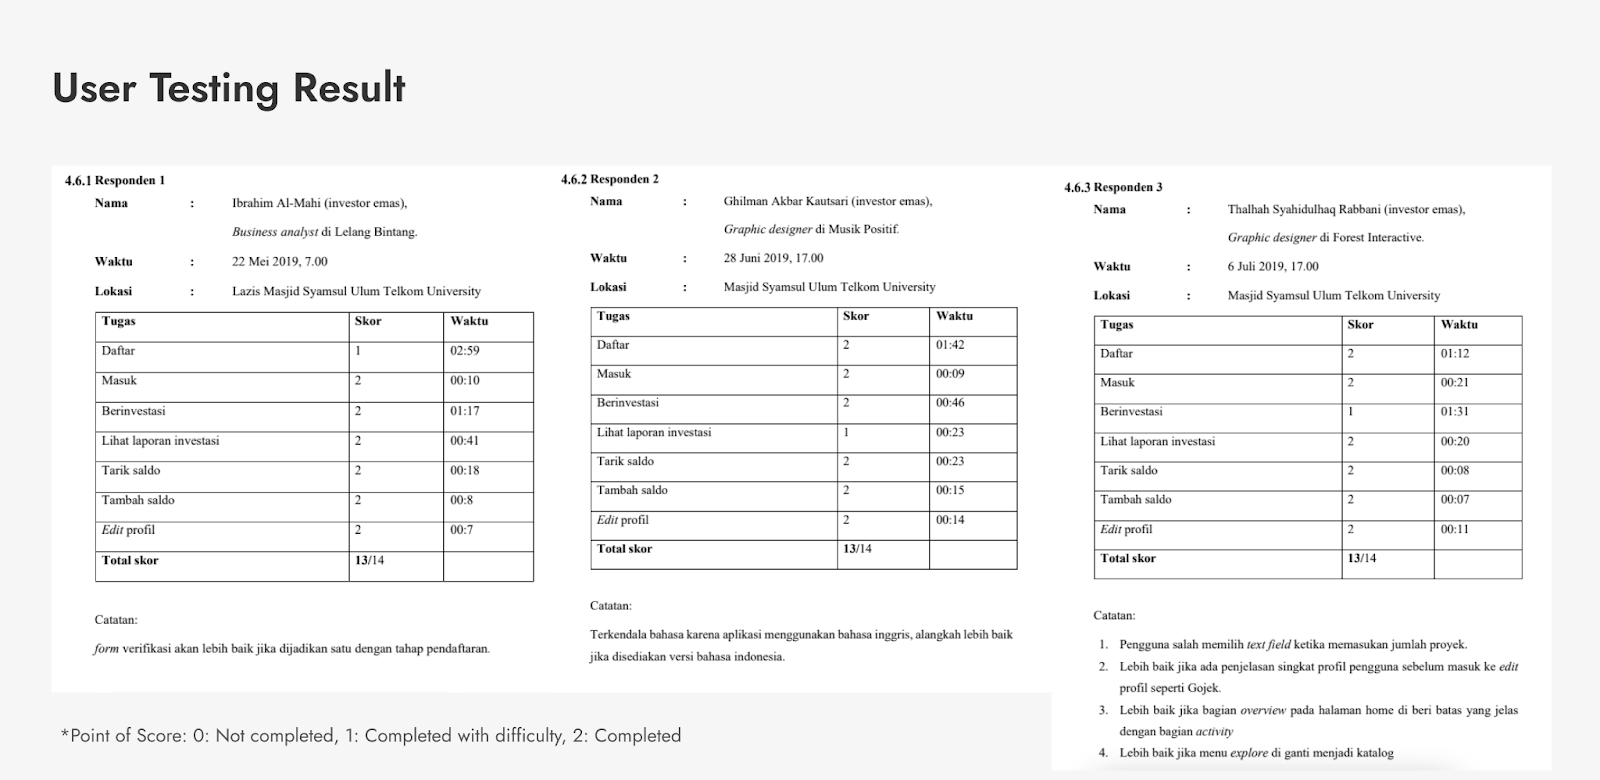 User Testing Result
4.6.1 Responden 1
Nama : Ibrahim Al-Mahi (investor emas),
Business analyst di Lelang Bintang.
Waktu : 22 Mei 2019, 7.00
Lokasi : Lazis Masjid Syamsul Ulum Telkom University
Tugas Skor Waktu
Daftar 1 02:59
Masuk 2 00:10
Berinvestasi 2 01:17
Lihat laporan investasi 2 00:41
Tarik saldo 2 00:18
Tambah saldo 2 00:8
Edit profil 2 00:7
Total skor 13/14
Catatan:
form verifikasi akan lebih baik jika dijadikan satu dengan tahap pendaftaran.
4.6.2 Responden 2
Nama : Ghilman Akbar Kautsari (investor emas),
Graphic designer di Musik Positif.
Waktu : 28 Juni 2019, 17.00
Lokasi : Masjid Syamsul Ulum Telkom University
Tugas Skor Waktu
Daftar 2 01:42
Masuk 2 00:09
Berinvestasi 2 00:46
Lihat laporan investasi 1 00:23
Tarik saldo 2 00:23
Tambah saldo 2 00:15
Edit profil 2 00:14
Total skor 13/14
Catatan:
Terkendala bahasa karena aplikasi menggunakan bahasa inggris, alangkah lebih baik
jika disediakan versi bahasa indonesia.
4.6.3 Responden 3
Nama : Thalhah Syahidulhaq Rabbani (investor emas),
Graphic designer di Forest Interactive.
Waktu : 6 Juli 2019, 17.00
Lokasi : Masjid Syamsul Ulum Telkom University
Tugas Skor Waktu
Daftar 2 01:12
Masuk 2 00:21
Berinvestasi 1 01:31
Lihat laporan investasi 2 00:20
Tarik saldo 2 00:08
Tambah saldo 2 00:07
Edit profil 2 00:11
Total skor 13/14
Catatan:
1. Pengguna salah memilih text field ketika memasukan jumlah proyek.
2. Lebih baik jika ada penjelasan singkat profil pengguna sebelum masuk ke edit
profil seperti Gojek.
3. Lebih baik jika bagian overview pada halaman home di beri batas yang jelas
dengan bagian activity
4. Lebih baik jika menu explore di ganti menjadi katalog
*Point of Score: 0: Not completed, 1: Completed with difficulty, 2: Completed